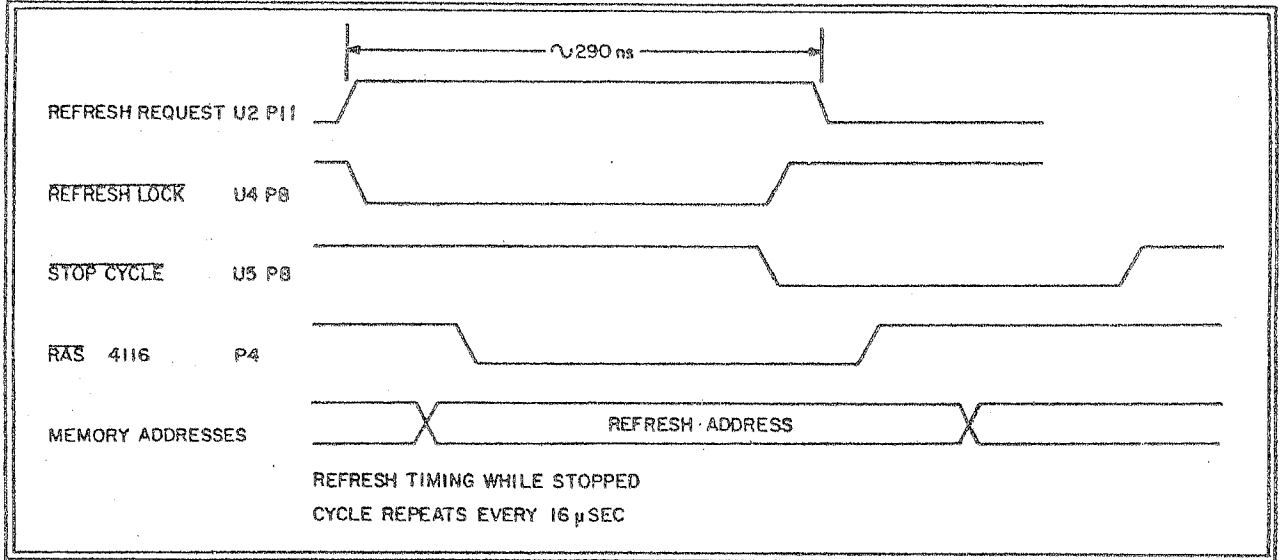 ∿290 ns
REFRESH REQUEST U2 P11
REFRESH LOCK U4 P8
STOP CYCLE U5 P8
RAS 4116 P4
MEMORY ADDRESSES REFRESH ADDRESS
REFRESH TIMING WHILE STOPPED
CYCLE REPEATS EVERY 16 µSEC